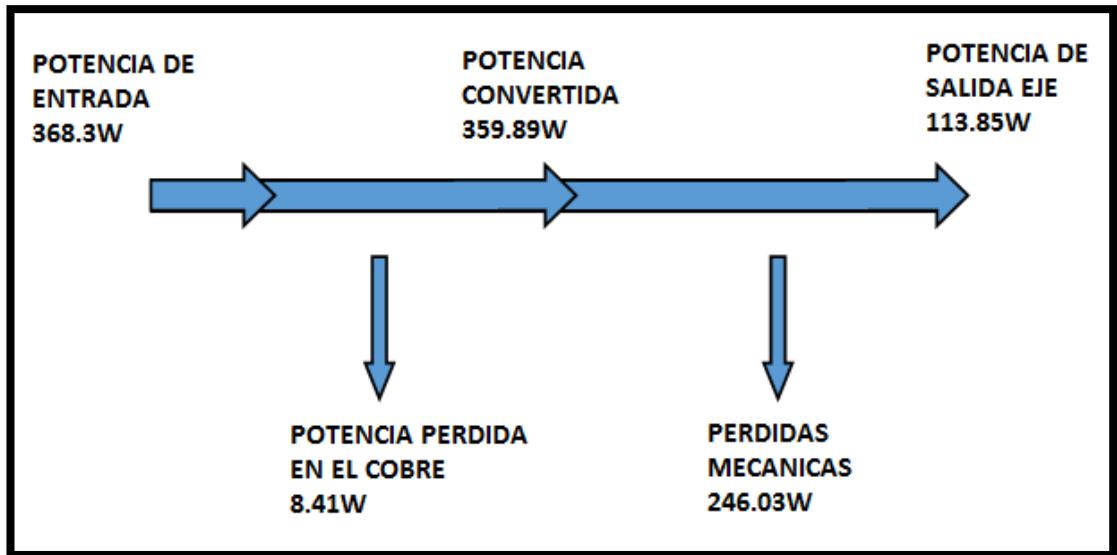 POTENCIA DE
ENTRADA
368.3W
POTENCIA
CONVERTIDA
359.89W
POTENCIA DE
SALIDA EJE
113.85W
POTENCIA PERDIDA
EN EL COBRE
8.41W
PERDIDAS
MECANICAS
246.03W